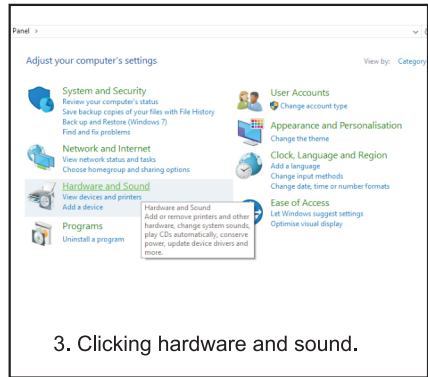 Panel >
Adjust your computer's settings
View by: Category
System and Security
Review your computer's status
Save backup copies of your files with File History
Back up and Restore (Windows 7)
Find and fix problems
Network and Internet
View network status and tasks
Choose homegroup and sharing options
Hardware and Sound
View devices and printers
Add a device
Hardware and Sound
Add or remove printers and other
hardware, change system sounds,
play CDs automatically, conserve
power, update device drivers and
more.
Programs
Uninstall a program
User Accounts
Change account type
Appearance and Personalisation
Change the theme
Clock, Language and Region
Add a language
Change input methods
Change date, time or number formats
Ease of Access
Let Windows suggest settings
Optimise visual display
3. Clicking hardware and sound.